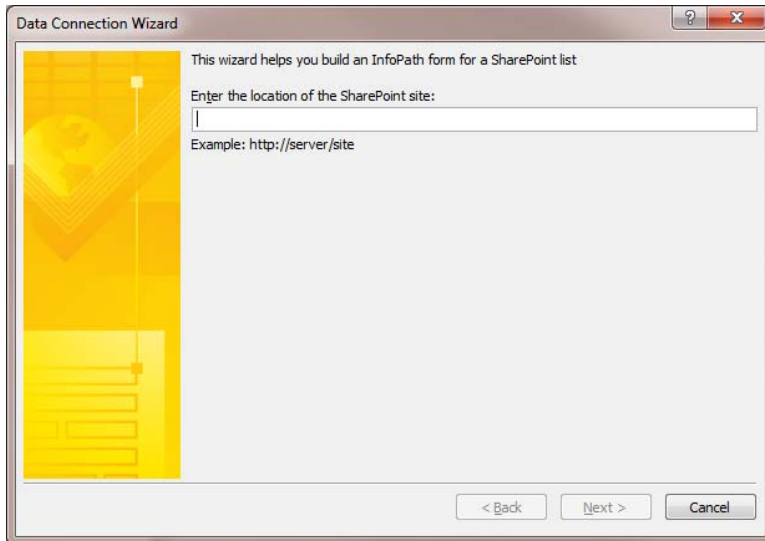 Data Connection Wizard
This wizard helps you build an InfoPath form for a SharePoint list
Enter the location of the SharePoint site:
Example: http://server/site
< Back Next > Cancel